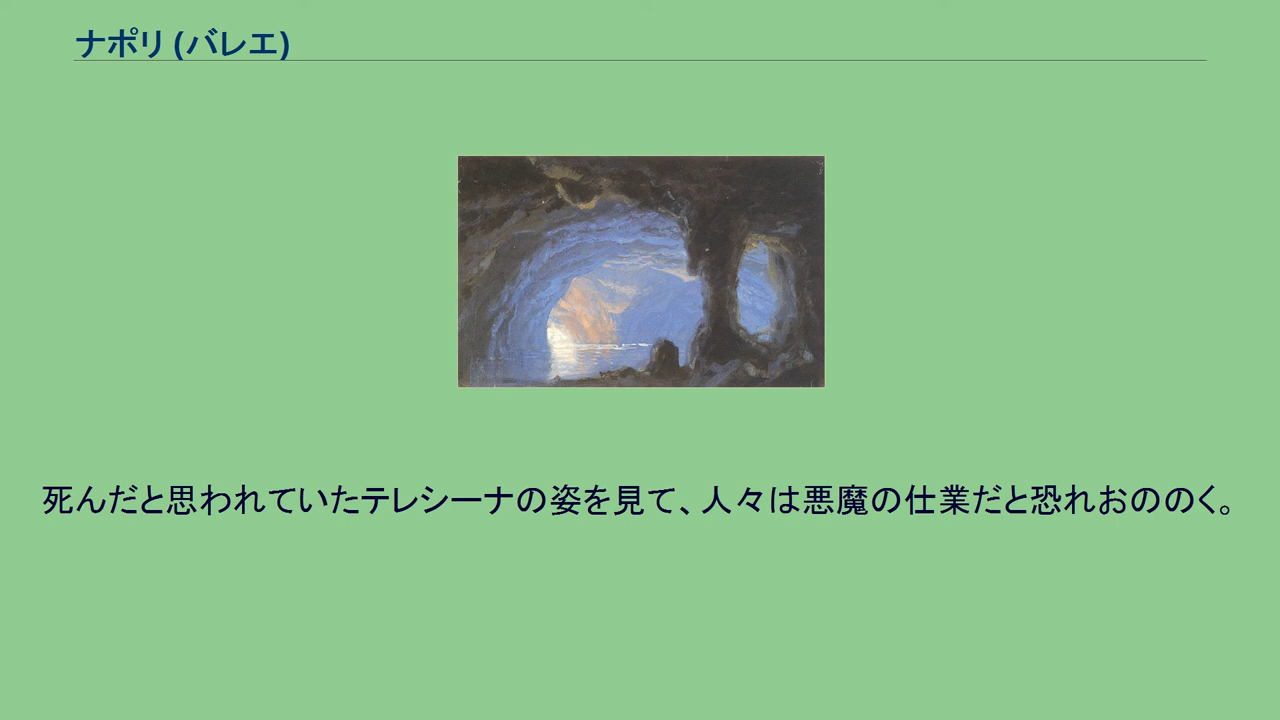 ナポリ (バレエ)
死んだと思われていたテレシーナの姿を見て、人々は悪魔の仕業だと恐れおののく。